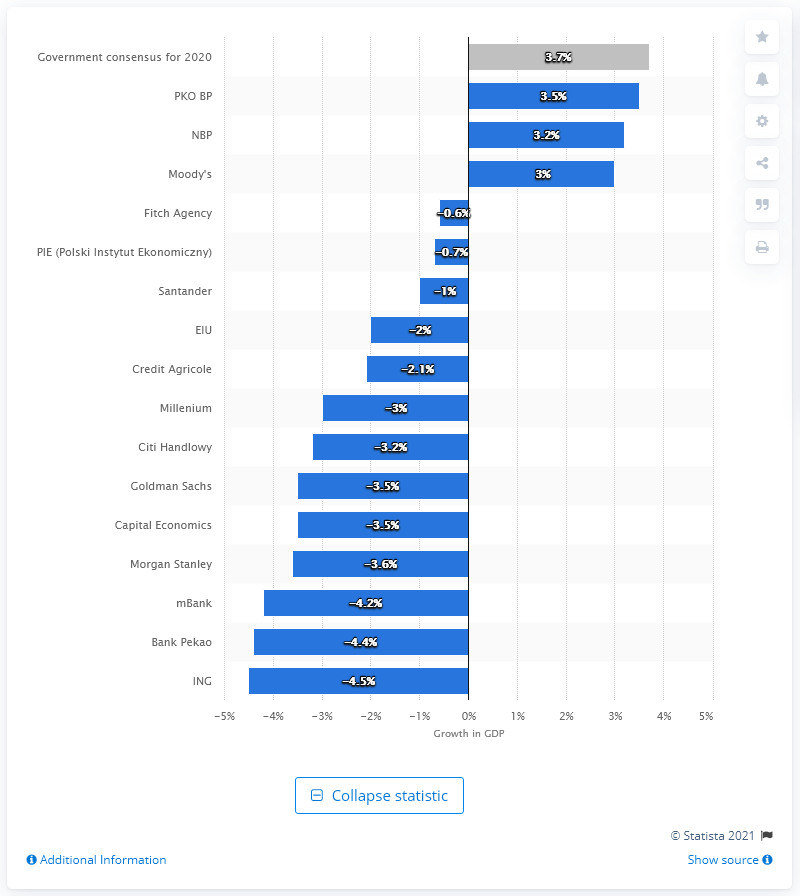 Government consensus for 2020 3.7%
PKO BP 3.5%
NBP 3.2%
Moody's 3%
Fitch Agency −0.6%
PIE (Polski Instytut Ekonomiczny) −0.7%
Santander −1%
EIU −2%
Credit Agricole −2.1%
Millenium −3%
Citi Handlowy −3.2%
Goldman Sachs −3.5%
Capital Economics −3.5%
Morgan Stanley −3.6%
mBank −4.2%
Bank Pekao −4.4%
ING −4.5%
−5% −4% −3% −2% −1% 0% 1% 2% 3% 4% 5%
Growth in GDP
Collapse statistic
© Statista 2021
Additional Information Show source